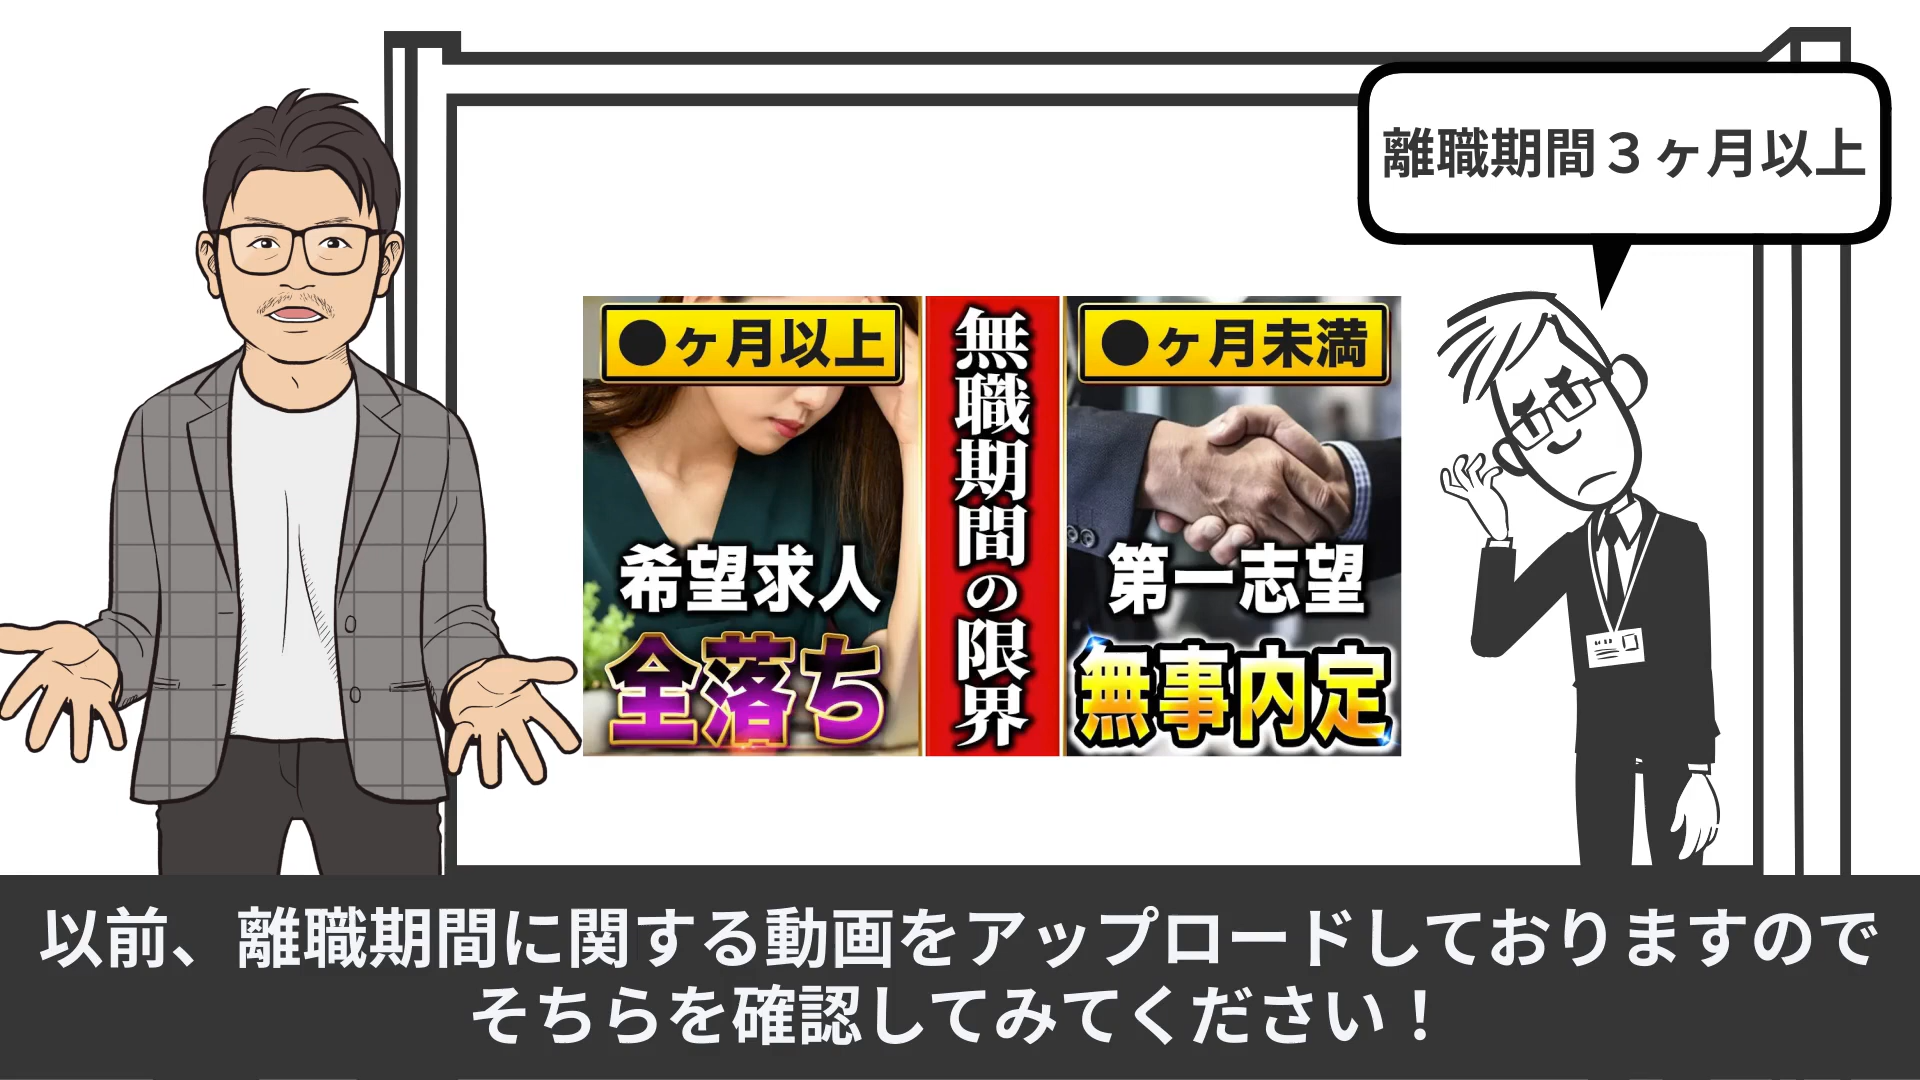 離職期間３ヶ月以上
●ヶ月以上
希望求人
全落ち
無職期間の限界
●ヶ月未満
第一志望
無事内定
以前、離職期間に関する動画をアップロードしておりますので
そちらを確認してみてください！